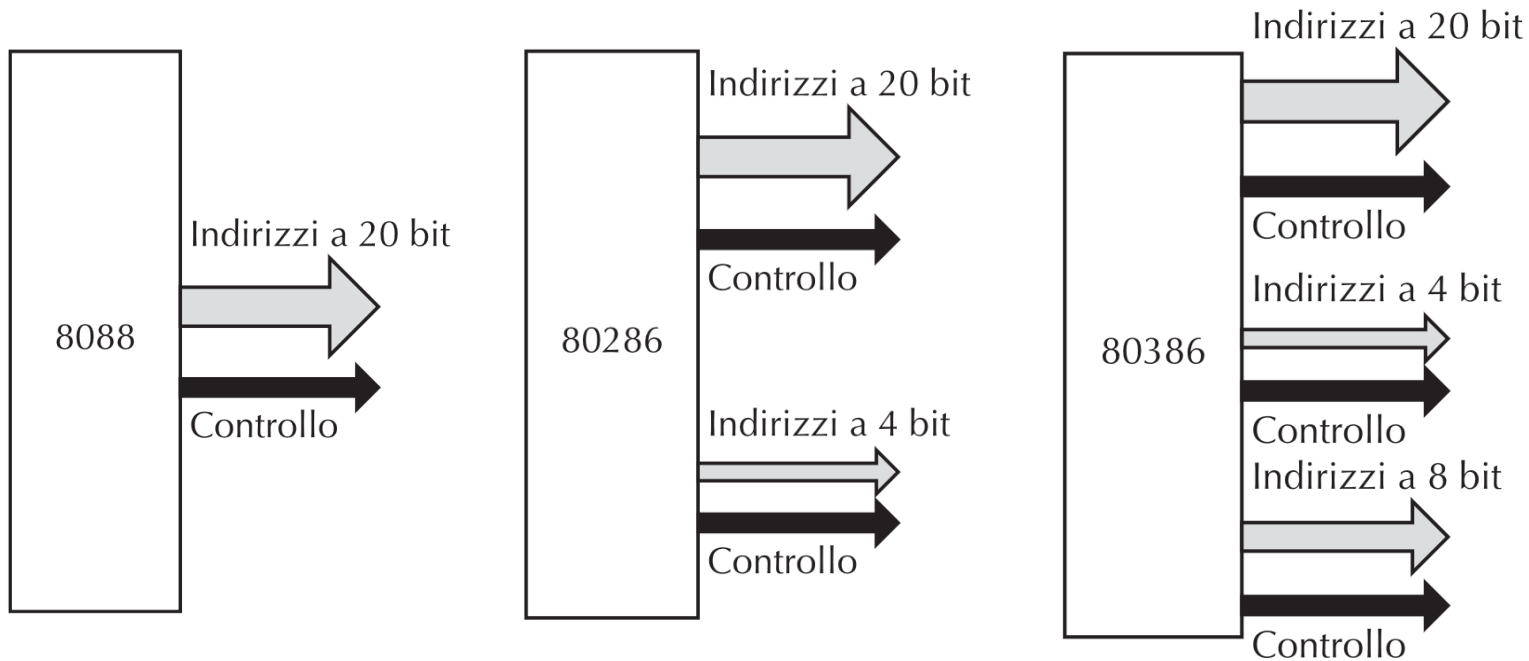 Indirizzi a 20 bit
Controllo
8088
Indirizzi a 20 bit
Controllo
80286
Indirizzi a 4 bit
Controllo
Indirizzi a 20 bit
Controllo
Indirizzi a 4 bit
80386
Controllo
Indirizzi a 8 bit
Controllo